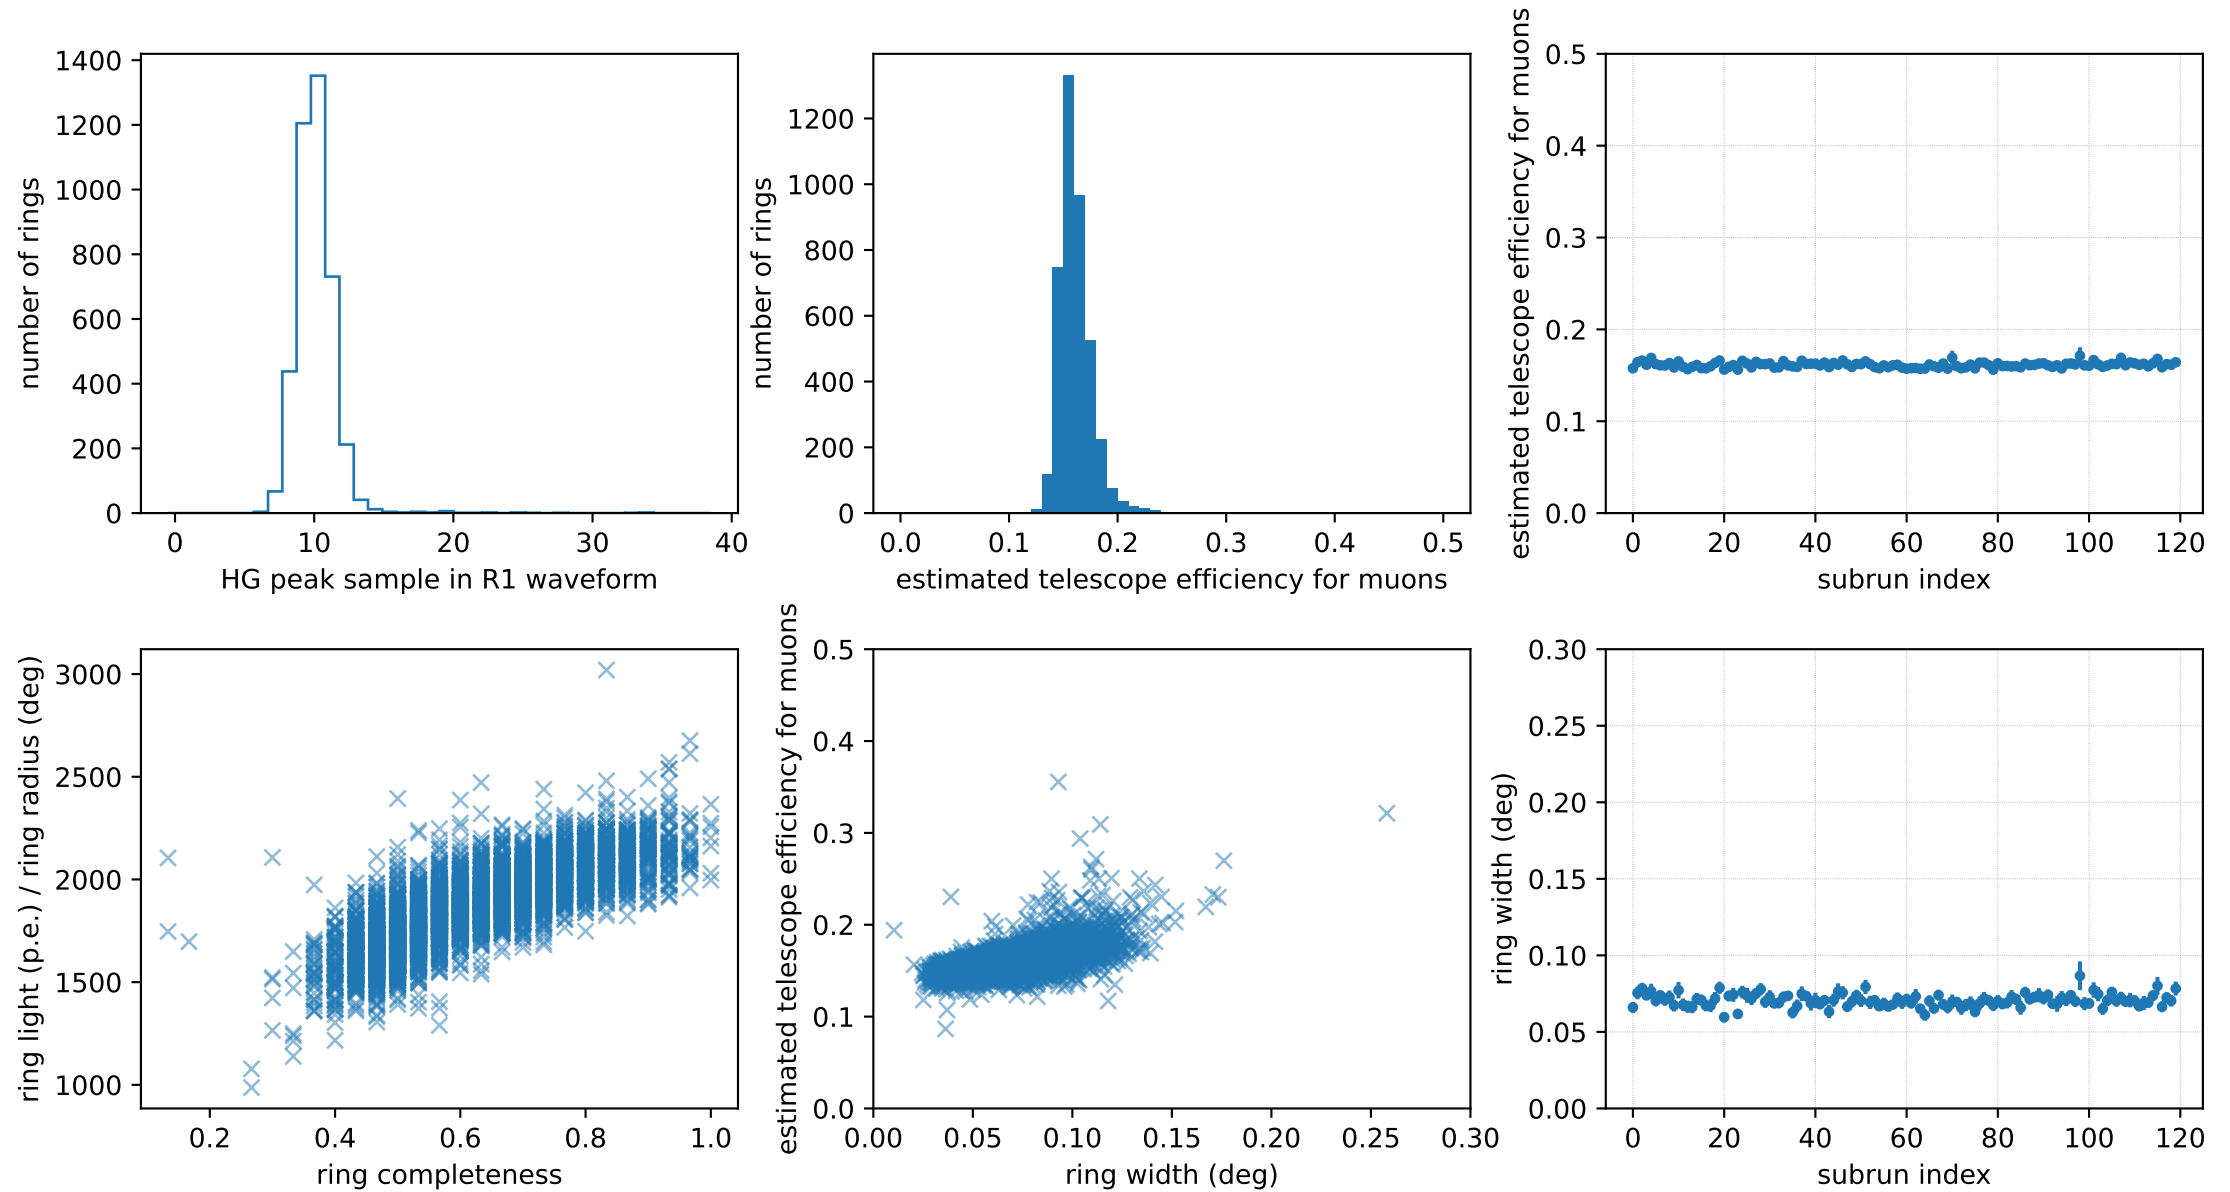 1400
1200
1000
800
600
400
200
0
number of rings
0 10 20 30 40
HG peak sample in R1 waveform
1200
1000
800
600
400
200
0
number of rings
0.0 0.1 0.2 0.3 0.4 0.5
estimated telescope efficiency for muons
0.5
0.4
0.3
0.2
0.1
0.0
estimated telescope efficiency for muons
0 20 40 60 80 100 120
subrun index
3000
2500
2000
1500
1000
ring light (p.e.) / ring radius (deg)
0.2 0.4 0.6 0.8 1.0
ring completeness
0.5
0.4
0.3
0.2
0.1
0.0
estimated telescope efficiency for muons
0.00 0.05 0.10 0.15 0.20 0.25 0.30
ring width (deg)
0.30
0.25
0.20
0.15
0.10
0.05
0.00
ring width (deg)
0 20 40 60 80 100 120
subrun index